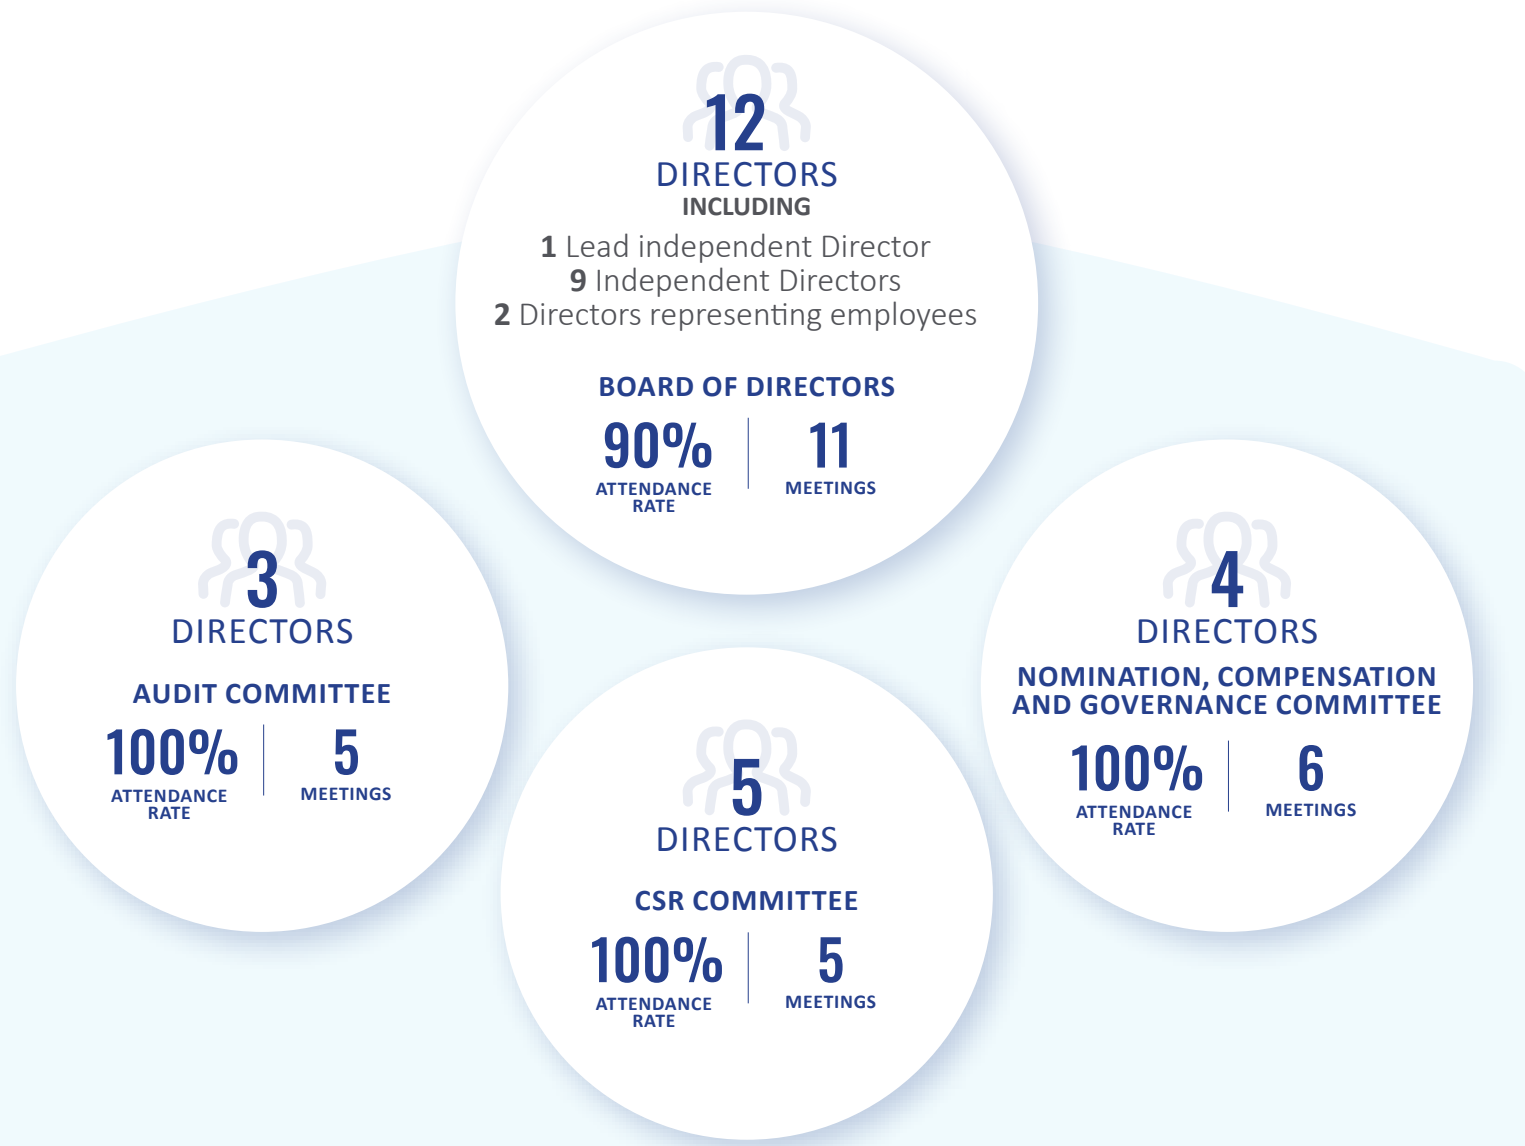 12
DIRECTORS
INCLUDING
1 Lead independent Director
9 Independent Directors
2 Directors representing employees
BOARD OF DIRECTORS
90%
ATTENDANCE
RATE
11
MEETINGS
3
DIRECTORS
AUDIT COMMITTEE
100%
ATTENDANCE
RATE
5
MEETINGS
5
DIRECTORS
CSR COMMITTEE
100%
ATTENDANCE
RATE
5
MEETINGS
4
DIRECTORS
NOMINATION, COMPENSATION
AND GOVERNANCE COMMITTEE
100%
ATTENDANCE
RATE
6
MEETINGS